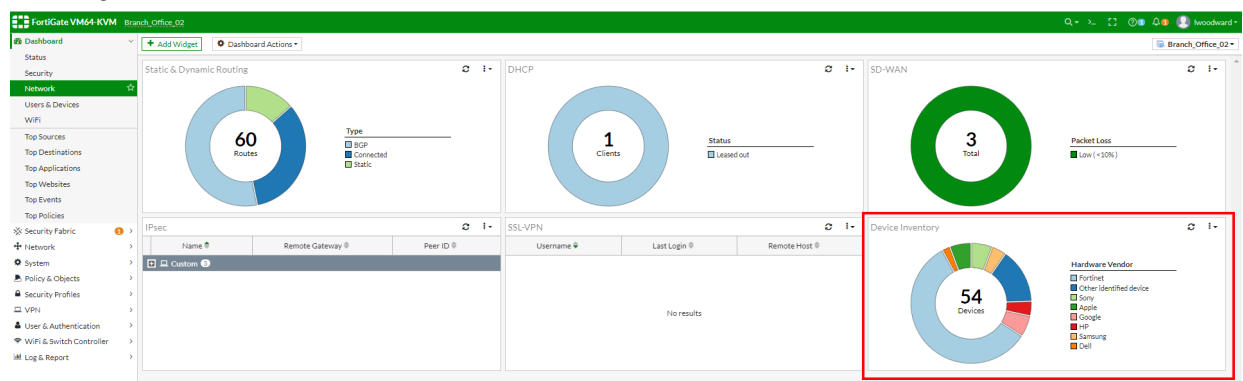 FortiGate VM64-KVM Branch_Office_02
1 1 lwoodward
Dashboard
Status
Security
Network
Users & Devices
WiFi
Top Sources
Top Destinations
Top Applications
Top Websites
Top Events
Top Policies
Security Fabric 1
Network
System
Policy & Objects
Security Profiles
VPN
User & Authentication
WiFi & Switch Controller
Log & Report
+ Add Widget Dashboard Actions
Branch_Office_02
Static & Dynamic Routing
60
Routes
Type
BGP
Connected
Static
DHCP
1
Clients
Status
Leased out
SD-WAN
3
Total
Packet Loss
Low (<10%)
IPsec
Name Remote Gateway Peer ID
Custom 3
SSL-VPN
Username Last Login Remote Host
No results
Device Inventory
54
Devices
Hardware Vendor
Fortinet
Other identified device
Sony
Apple
Google
HP
Samsung
Dell